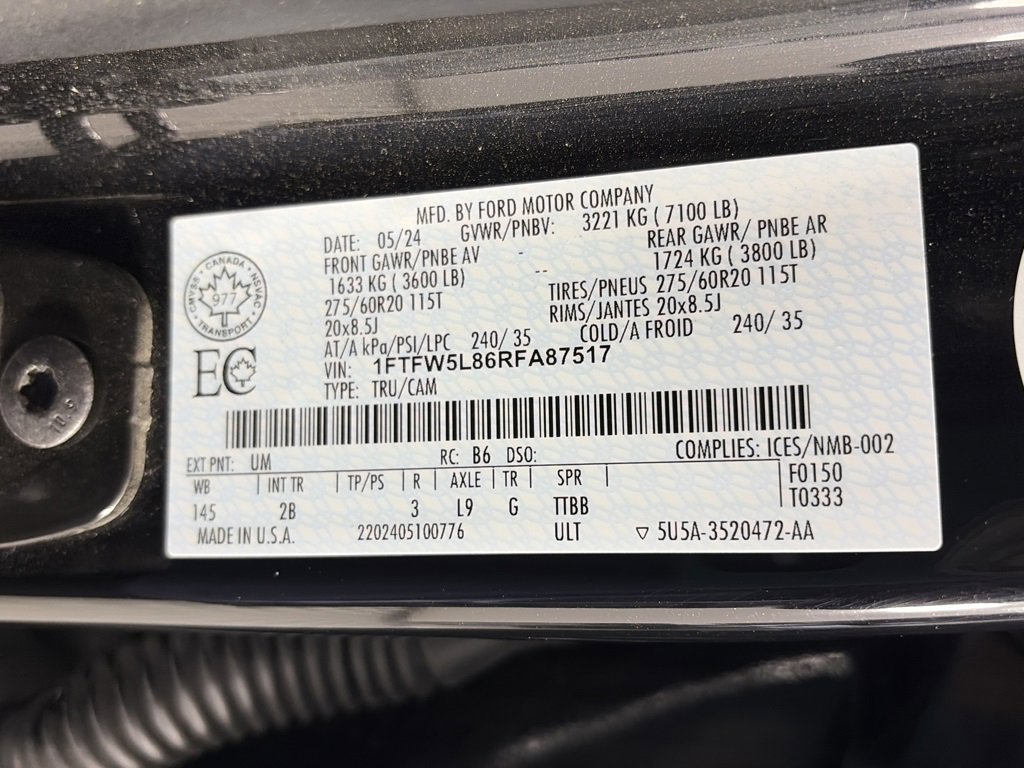 MFD. BY FORD MOTOR COMPANY
DATE: 05/24 GVWR/PNBV: 3221 KG ( 7100 LB)
FRONT GAWR/PNBE AV REAR GAWR/ PNBE AR
1633 KG ( 3600 LB) 1724 KG ( 3800 LB)
275/60R20 115T TIRES/PNEUS 275/60R20 115T
20x8.5J RIMS/JANTES 20x8.5J
AT/A kPa/PSI/LPC 240/ 35 COLD/A FROID 240/ 35
VIN: 1FTFW5L86RFA87517
TYPE: TRU/CAM
CMVSS • CANADA • NSVAC • TRANSPORT •
977
EC
EXT PNT: UM RC: B6 DSO: COMPLIES: ICES/NMB-002
WB | INT TR | TP/PS | R | AXLE | TR | SPR | F0150
145 2B 3 L9 G TTBB T0333
MADE IN U.S.A. 2202405100776 ULT ▽ 5U5A-3520472-AA
10.9